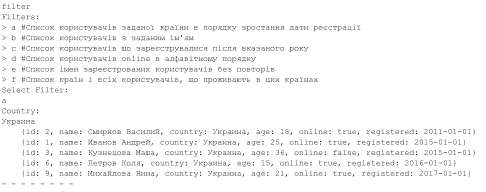 filter
Filters:
> a #Список користувачів заданої країни в порядку зростання дати реєстрації
> b #Список користувачів з заданим ім'ям
> c #Список користувачів що зареєструвалися після вказаного року
> d #Список користувачів online в алфавітному порядку
> e #Список імен зареєстрованих користувачів без повторів
> f #Список країн і всіх користувачів, що проживають в цих країнах
Select Filter:
a
Country:
Украина
{id: 2, name: Смирнов Василий, country: Украина, age: 18, online: true, registered: 2011-01-01}
{id: 1, name: Иванов Андрей, country: Украина, age: 25, online: true, registered: 2015-01-01}
{id: 3, name: Кузнецова Маша, country: Украина, age: 36, online: false, registered: 2015-01-01}
{id: 6, name: Петров Коля, country: Украина, age: 15, online: true, registered: 2016-01-01}
{id: 9, name: Михайлова Нина, country: Украина, age: 21, online: true, registered: 2017-01-01}
- - - - - - - -